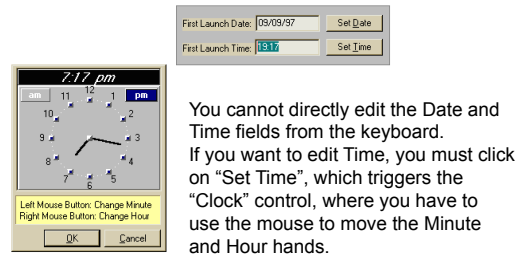 First Launch Date: 09/09/97 Set Date
First Launch Time: 19:17 Set Time
7:17 pm
am pm
12
11 1
10 2
9 3
8 4
7 5
6
Left Mouse Button: Change Minute
Right Mouse Button: Change Hour
OK Cancel
You cannot directly edit the Date and
Time fields from the keyboard.
If you want to edit Time, you must click
on “Set Time”, which triggers the
“Clock” control, where you have to
use the mouse to move the Minute
and Hour hands.